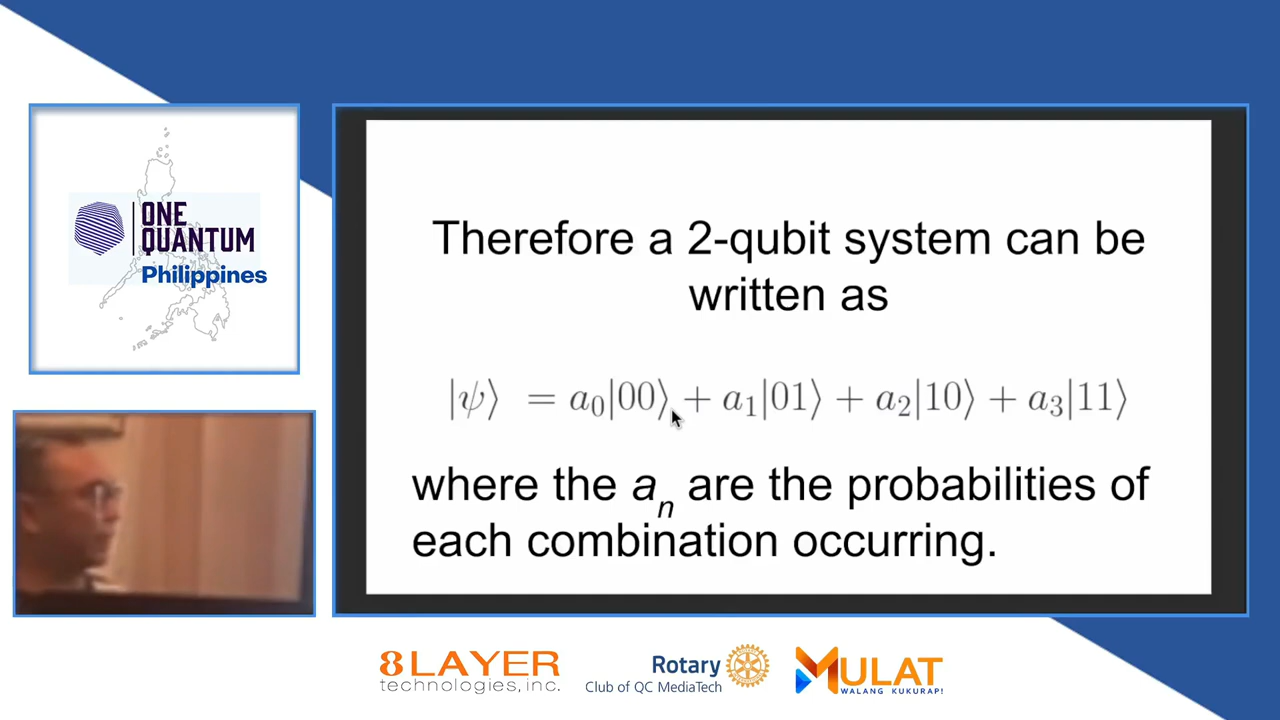 ONE
QUANTUM
Philippines
Therefore a 2-qubit system can be
written as
|ψ⟩ = a₀|00⟩ + a₁|01⟩ + a₂|10⟩ + a₃|11⟩
where the aₙ are the probabilities of
each combination occurring.
8LAYER
technologies, inc.
Rotary
Club of QC MediaTech
MULAT
WALANG KUKURAP!